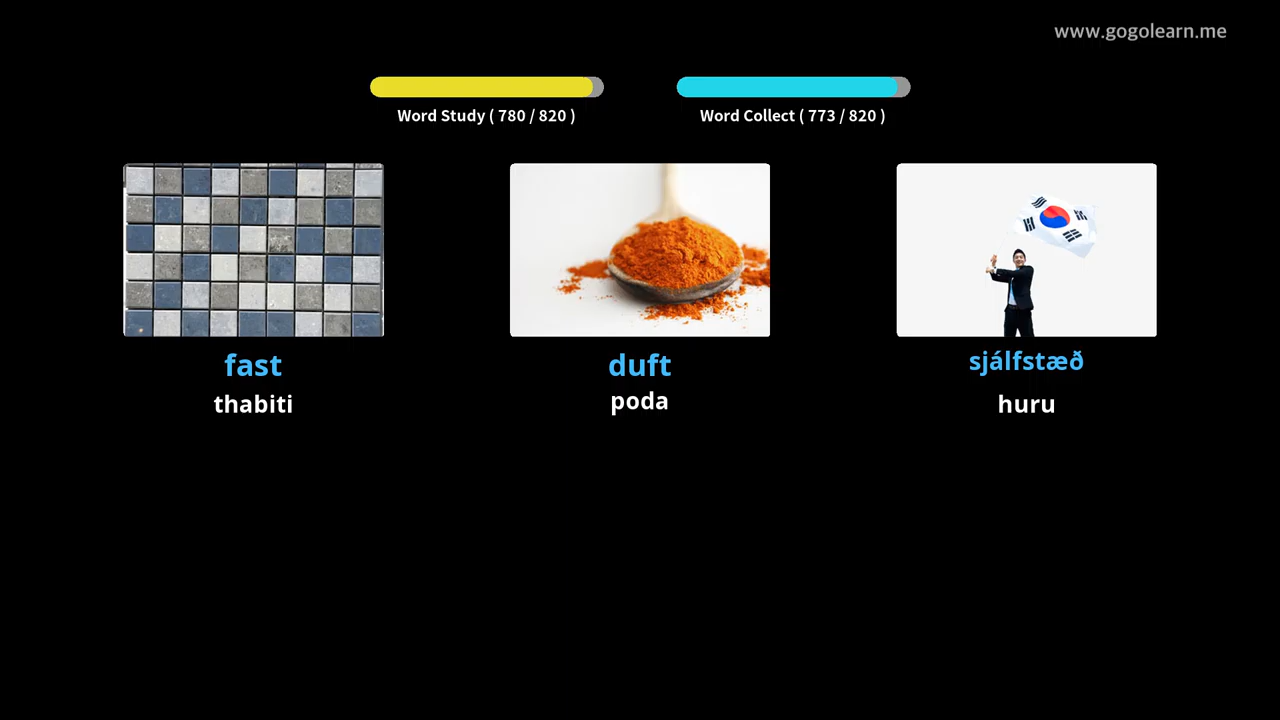 www.gogolearn.me
Word Study ( 780 / 820 )
Word Collect ( 773 / 820 )
fast
duft
sjálfstæð
thabiti
poda
huru